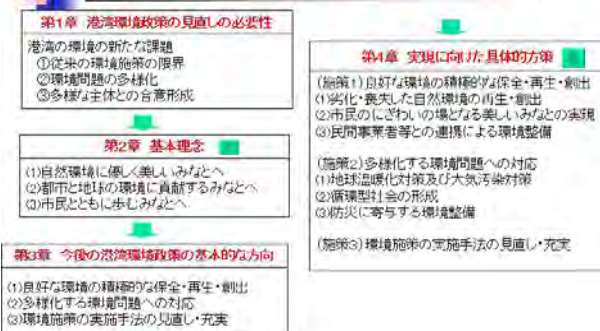 第1章 港湾環境政策の見直しの必要性
港湾の環境の新たな課題
①従来の環境施策の限界
②環境問題の多様化
③多様な主体との合意形成
第2章 基本理念
(1)自然環境に優しく美しいみなとへ
(2)都市と地球の環境に貢献するみなとへ
(3)市民とともに歩むみなとへ
第3章 今後の港湾環境政策の基本的な方向
(1)良好な環境の積極的な保全・再生・創出
(2)多様化する環境問題への対応
(3)環境施策の実施手法の見直し・充実
第4章 実現に向けた具体的方策
(施策1)良好な環境の積極的な保全・再生・創出
(1)劣化・喪失した自然環境の再生・創出
(2)市民のにぎわいの場となる美しいみなとの実現
(3)民間事業者等との連携による環境整備
(施策2)多様化する環境問題への対応
(1)地球温暖化対策及び大気汚染対策
(2)循環型社会の形成
(3)防災に寄与する環境整備
(施策3)環境施策の実施手法の見直し・充実